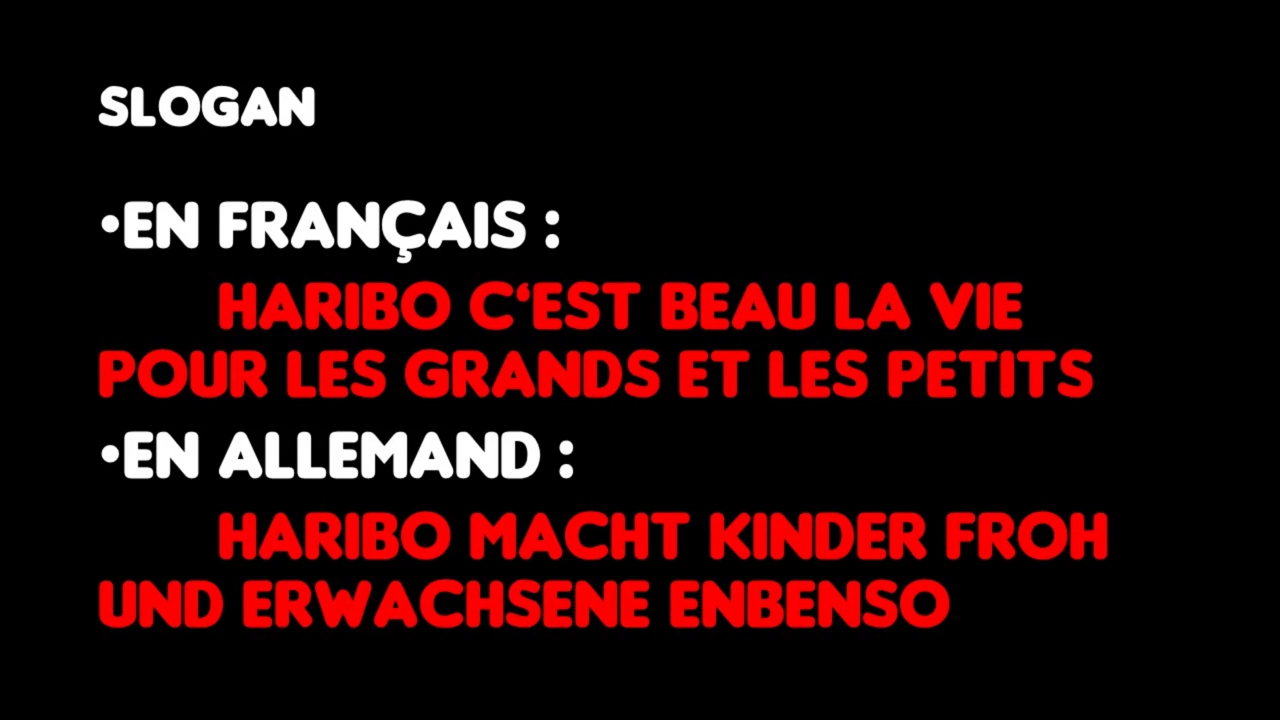 SLOGAN
•EN FRANÇAIS :
HARIBO C‘EST BEAU LA VIE
POUR LES GRANDS ET LES PETITS
•EN ALLEMAND :
HARIBO MACHT KINDER FROH
UND ERWACHSENE ENBENSO